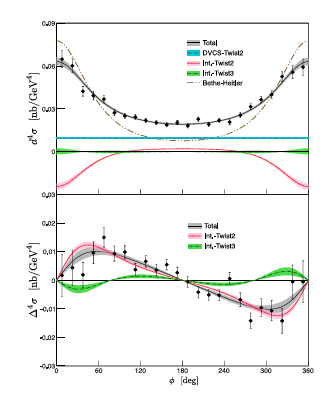 0.09
0.06
0.03
0
d⁴σ [nb/GeV⁴]
Total
DVCS-Twist2
Int.-Twist2
Int.-Twist3
Bethe-Heitler
0.03
0.02
0.01
0
-0.01
-0.02
-0.03
Δ⁴σ [nb/GeV⁴]
Total
Int.-Twist2
Int.-Twist3
0 60 120 180 240 300 360
ϕ [deg]